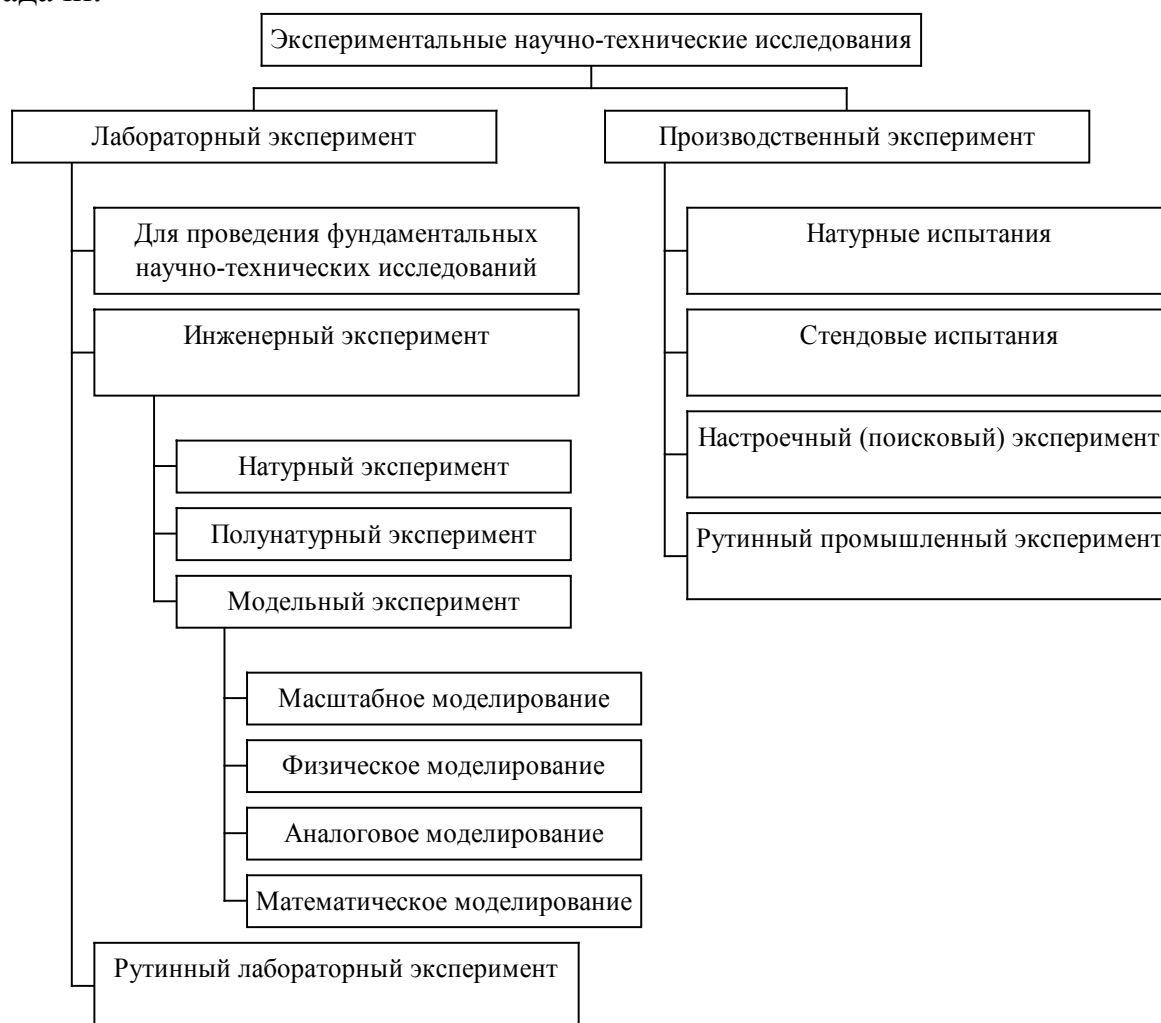 Экспериментальные научно-технические исследования
Лабораторный эксперимент
Производственный эксперимент
Для проведения фундаментальных
научно-технических исследований
Инженерный эксперимент
Натурный эксперимент
Полунатурный эксперимент
Модельный эксперимент
Масштабное моделирование
Физическое моделирование
Аналоговое моделирование
Математическое моделирование
Рутинный лабораторный эксперимент
Натурные испытания
Стендовые испытания
Настроечный (поисковый) эксперимент
Рутинный промышленный эксперимент